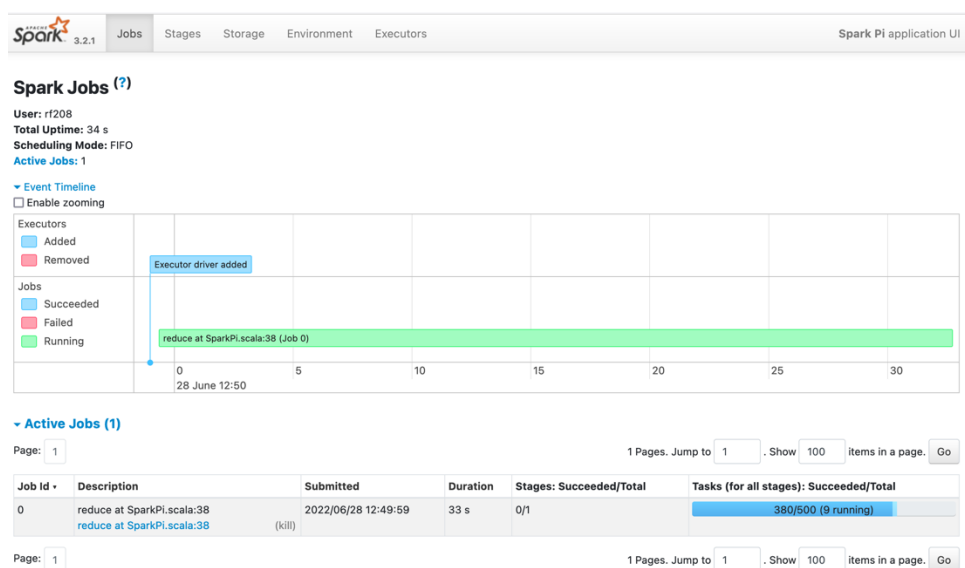 APACHE
Spark 3.2.1 Jobs Stages Storage Environment Executors Spark Pi application UI
Spark Jobs (?)
User: rf208
Total Uptime: 34 s
Scheduling Mode: FIFO
Active Jobs: 1
Event Timeline
Enable zooming
Executors
Added
Removed
Executor driver added
Jobs
Succeeded
Failed
Running
reduce at SparkPi.scala:38 (Job 0)
0 5 10 15 20 25 30
28 June 12:50
Active Jobs (1)
Page: 1 1 Pages. Jump to 1 . Show 100 items in a page. Go
Job Id Description Submitted Duration Stages: Succeeded/Total Tasks (for all stages): Succeeded/Total
0 reduce at SparkPi.scala:38 2022/06/28 12:49:59 33 s 0/1 380/500 (9 running)
reduce at SparkPi.scala:38 (kill)
Page: 1 1 Pages. Jump to 1 . Show 100 items in a page. Go